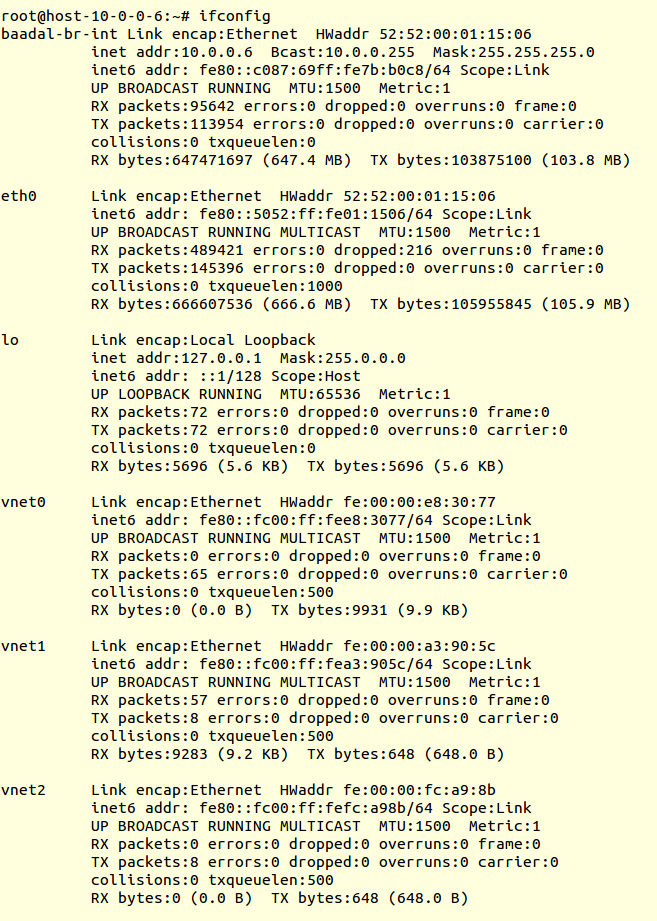 root@host-10-0-0-6:~# ifconfig
baadal-br-int Link encap:Ethernet  HWaddr 52:52:00:01:15:06
          inet addr:10.0.0.6  Bcast:10.0.0.255  Mask:255.255.255.0
          inet6 addr: fe80::c087:69ff:fe7b:b0c8/64 Scope:Link
          UP BROADCAST RUNNING  MTU:1500  Metric:1
          RX packets:95642 errors:0 dropped:0 overruns:0 frame:0
          TX packets:113954 errors:0 dropped:0 overruns:0 carrier:0
          collisions:0 txqueuelen:0
          RX bytes:647471697 (647.4 MB)  TX bytes:103875100 (103.8 MB)

eth0      Link encap:Ethernet  HWaddr 52:52:00:01:15:06
          inet6 addr: fe80::5052:ff:fe01:1506/64 Scope:Link
          UP BROADCAST RUNNING MULTICAST  MTU:1500  Metric:1
          RX packets:489421 errors:0 dropped:216 overruns:0 frame:0
          TX packets:145396 errors:0 dropped:0 overruns:0 carrier:0
          collisions:0 txqueuelen:1000
          RX bytes:666607536 (666.6 MB)  TX bytes:105955845 (105.9 MB)

lo        Link encap:Local Loopback
          inet addr:127.0.0.1  Mask:255.0.0.0
          inet6 addr: ::1/128 Scope:Host
          UP LOOPBACK RUNNING  MTU:65536  Metric:1
          RX packets:72 errors:0 dropped:0 overruns:0 frame:0
          TX packets:72 errors:0 dropped:0 overruns:0 carrier:0
          collisions:0 txqueuelen:0
          RX bytes:5696 (5.6 KB)  TX bytes:5696 (5.6 KB)

vnet0     Link encap:Ethernet  HWaddr fe:00:00:e8:30:77
          inet6 addr: fe80::fc00:ff:fee8:3077/64 Scope:Link
          UP BROADCAST RUNNING MULTICAST  MTU:1500  Metric:1
          RX packets:0 errors:0 dropped:0 overruns:0 frame:0
          TX packets:65 errors:0 dropped:0 overruns:0 carrier:0
          collisions:0 txqueuelen:500
          RX bytes:0 (0.0 B)  TX bytes:9931 (9.9 KB)

vnet1     Link encap:Ethernet  HWaddr fe:00:00:a3:90:5c
          inet6 addr: fe80::fc00:ff:fea3:905c/64 Scope:Link
          UP BROADCAST RUNNING MULTICAST  MTU:1500  Metric:1
          RX packets:57 errors:0 dropped:0 overruns:0 frame:0
          TX packets:8 errors:0 dropped:0 overruns:0 carrier:0
          collisions:0 txqueuelen:500
          RX bytes:9283 (9.2 KB)  TX bytes:648 (648.0 B)

vnet2     Link encap:Ethernet  HWaddr fe:00:00:fc:a9:8b
          inet6 addr: fe80::fc00:ff:fefc:a98b/64 Scope:Link
          UP BROADCAST RUNNING MULTICAST  MTU:1500  Metric:1
          RX packets:0 errors:0 dropped:0 overruns:0 frame:0
          TX packets:8 errors:0 dropped:0 overruns:0 carrier:0
          collisions:0 txqueuelen:500
          RX bytes:0 (0.0 B)  TX bytes:648 (648.0 B)